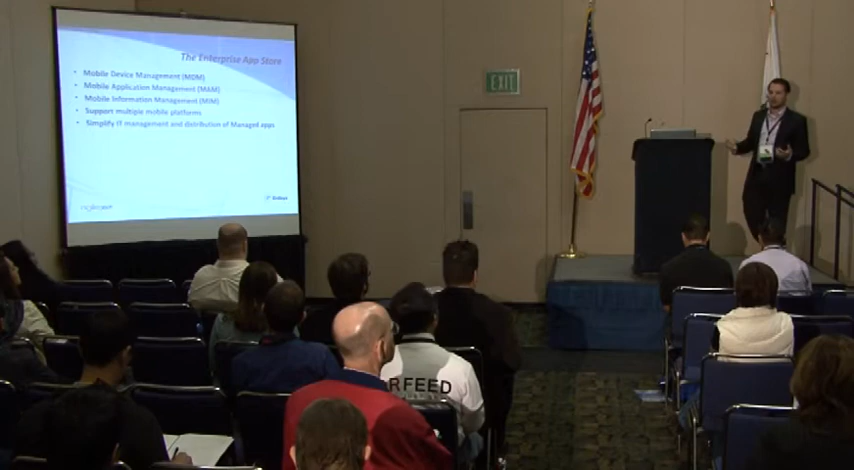 The Enterprise App Store
• Mobile Device Management (MDM)
• Mobile Application Management (MAM)
• Mobile Information Management (MIM)
• Support multiple mobile platforms
• Simplify IT management and distribution of Managed apps
EXIT
RFEED